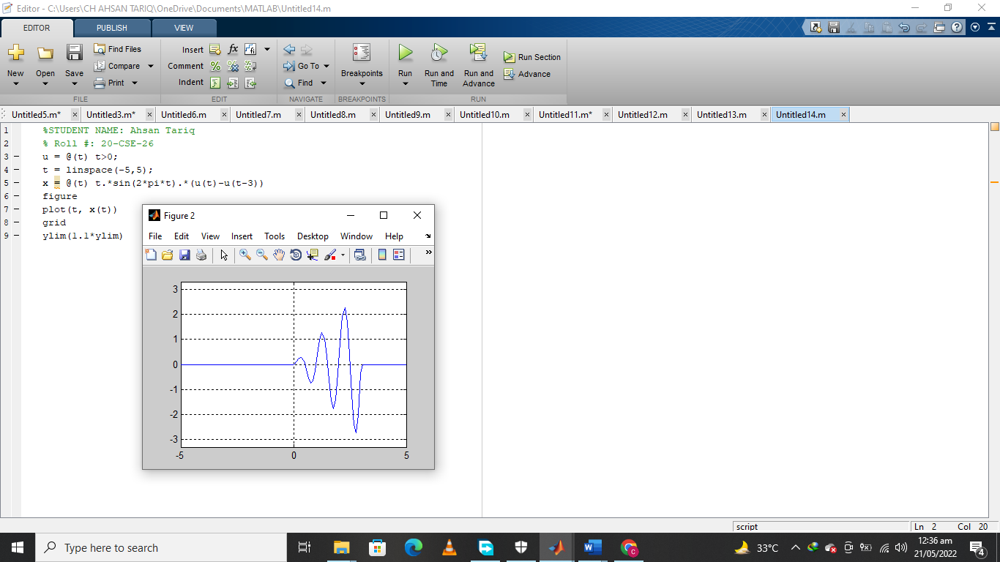 Editor - C:\Users\CH AHSAN TARIQ\OneDrive\Documents\MATLAB\Untitled14.m
EDITOR PUBLISH VIEW
New Open Save Find Files Compare Print
FILE
Insert fx
Comment
Indent
EDIT
Go To
Find
NAVIGATE
Breakpoints
BREAKPOINTS
Run Run and Time Run and Advance Run Section Advance
RUN
Untitled5.m* Untitled3.m* Untitled6.m Untitled7.m Untitled8.m Untitled9.m Untitled10.m Untitled11.m* Untitled12.m Untitled13.m Untitled14.m
1 %STUDENT NAME: Ahsan Tariq
2 % Roll #: 20-CSE-26
3 – u = @(t) t>0;
4 – t = linspace(-5,5);
5 – x = @(t) t.*sin(2*pi*t).*(u(t)-u(t-3))
6 – figure
7 – plot(t, x(t))
8 – grid
9 – ylim(1.1*ylim)
Figure 2
File Edit View Insert Tools Desktop Window Help
3
2
1
0
-1
-2
-3
-5 0 5
script Ln 2 Col 20
Type here to search
33°C
12:36 am
21/05/2022
4